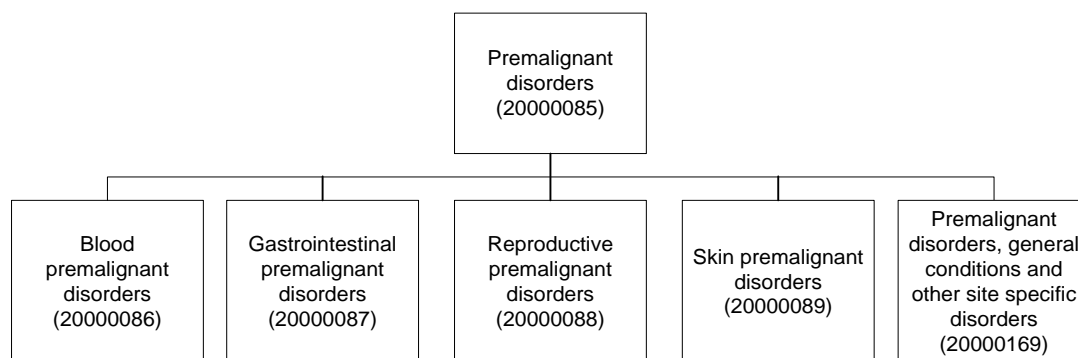 Premalignant
disorders
(20000085)
Blood
premalignant
disorders
(20000086)
Gastrointestinal
premalignant
disorders
(20000087)
Reproductive
premalignant
disorders
(20000088)
Skin premalignant
disorders
(20000089)
Premalignant
disorders, general
conditions and
other site specific
disorders
(20000169)